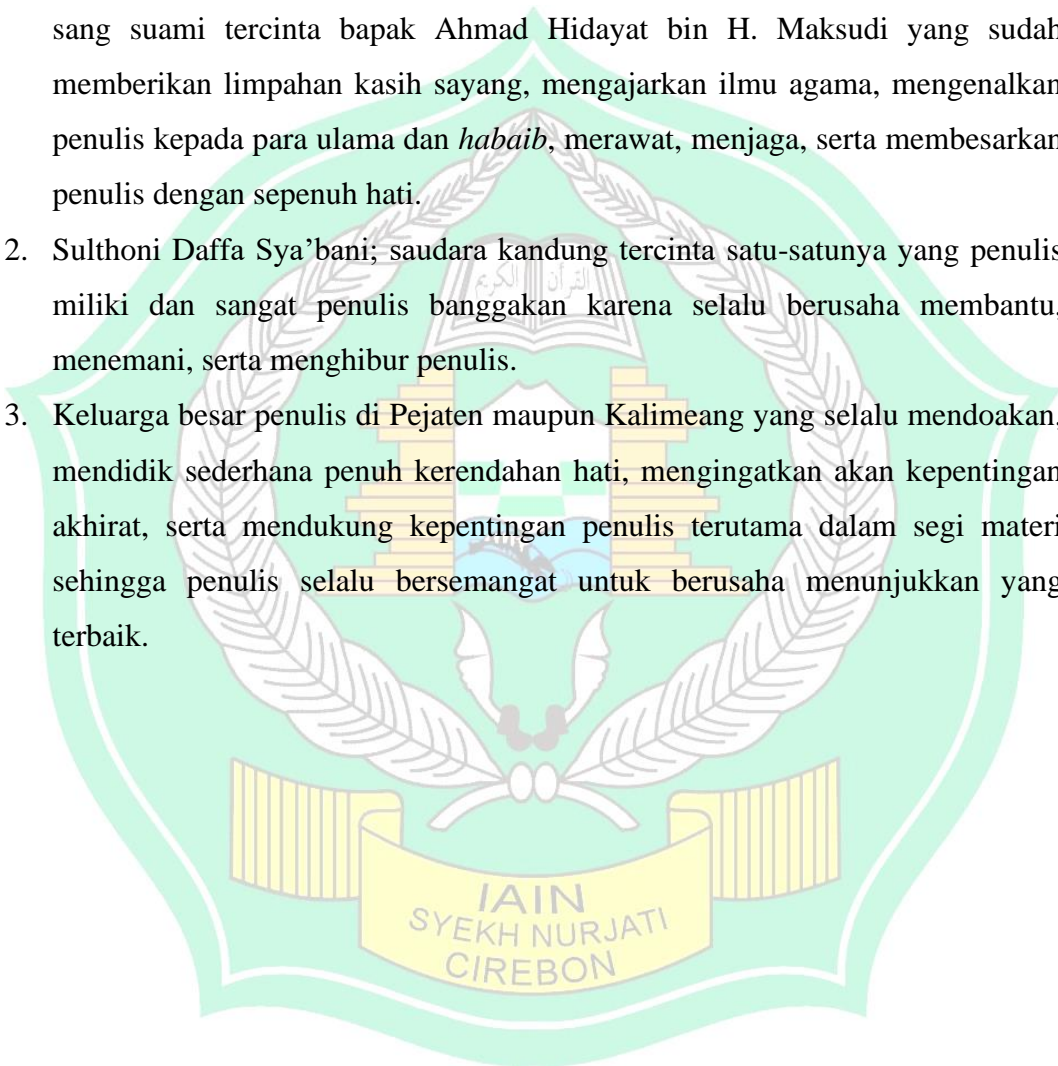 sang suami tercinta bapak Ahmad Hidayat bin H. Maksudi yang sudah
memberikan limpahan kasih sayang, mengajarkan ilmu agama, mengenalkan
penulis kepada para ulama dan habaib, merawat, menjaga, serta membesarkan
penulis dengan sepenuh hati.
2. Sulthoni Daffa Sya’bani; saudara kandung tercinta satu-satunya yang penulis
miliki dan sangat penulis banggakan karena selalu berusaha membantu,
menemani, serta menghibur penulis.
القرآن الكريم
3. Keluarga besar penulis di Pejaten maupun Kalimeang yang selalu mendoakan,
mendidik sederhana penuh kerendahan hati, mengingatkan akan kepentingan
akhirat, serta mendukung kepentingan penulis terutama dalam segi materi
sehingga penulis selalu bersemangat untuk berusaha menunjukkan yang
terbaik.
IAIN
SYEKH NURJATI
CIREBON